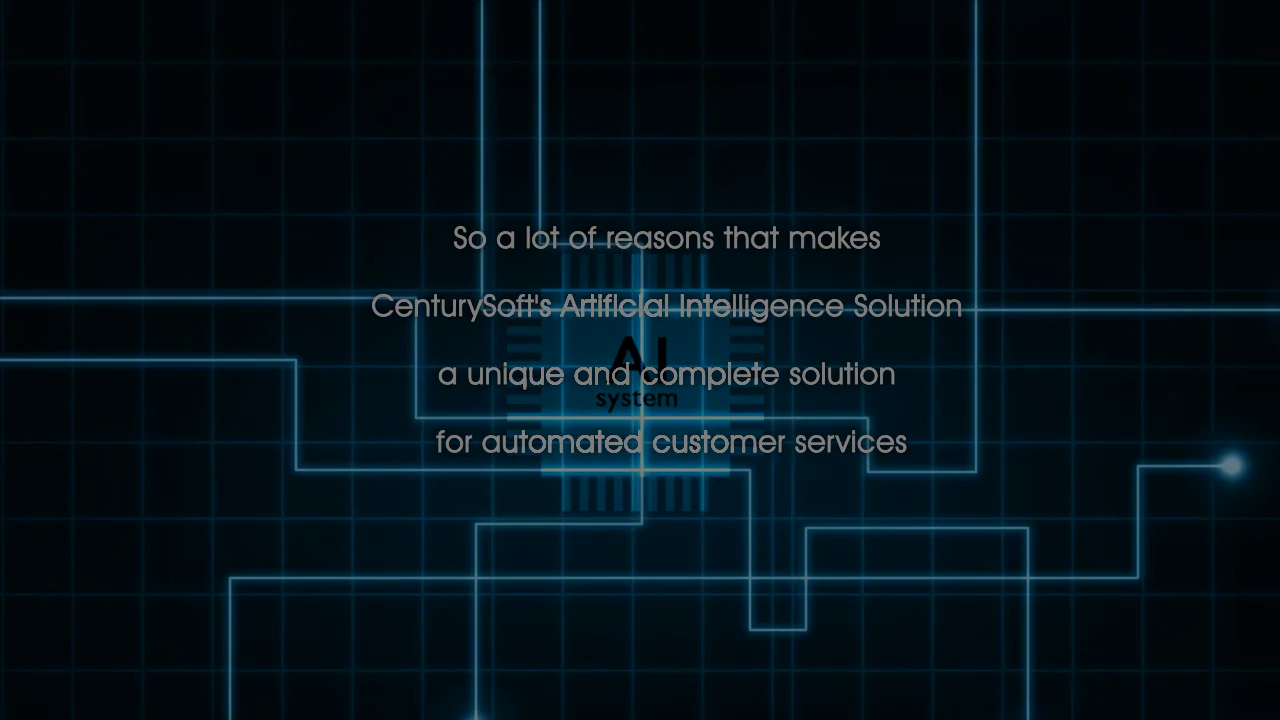 So a lot of reasons that makes
CenturySoft's Artificial Intelligence Solution
AI
a unique and complete solution
system
for automated customer services